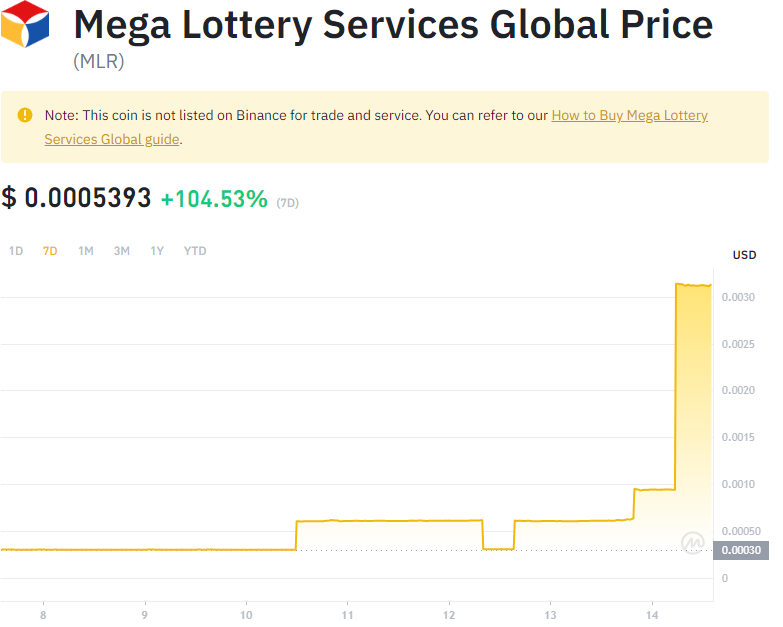 Mega Lottery Services Global Price
(MLR)
Note: This coin is not listed on Binance for trade and service. You can refer to our How to Buy Mega Lottery
Services Global guide.
$ 0.0005393 +104.53% (7D)
1D 7D 1M 3M 1Y YTD
USD
0.0030
0.0025
0.0020
0.0015
0.0010
0.00050
0.00030
0
8 9 10 11 12 13 14